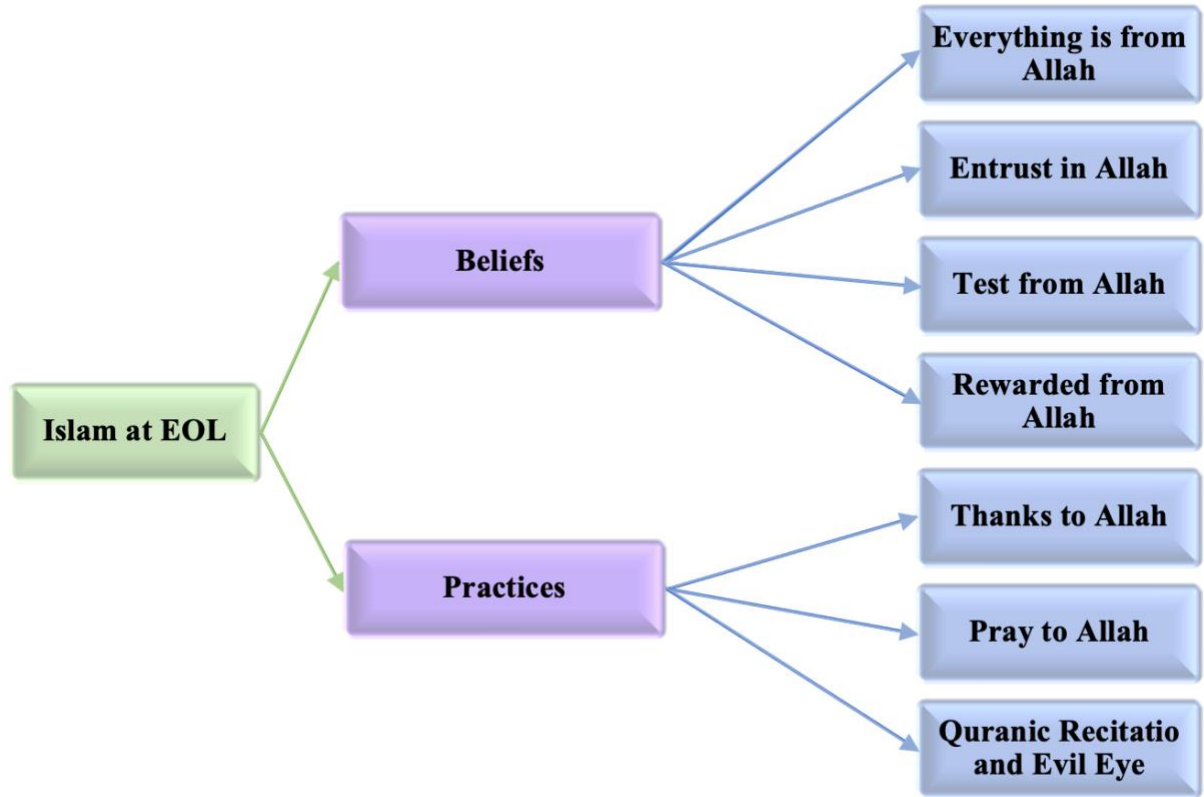 Everything is from
Allah
Entrust in Allah
Beliefs
Test from Allah
Rewarded from
Allah
Islam at EOL
Thanks to Allah
Practices
Pray to Allah
Quranic Recitatio
and Evil Eye